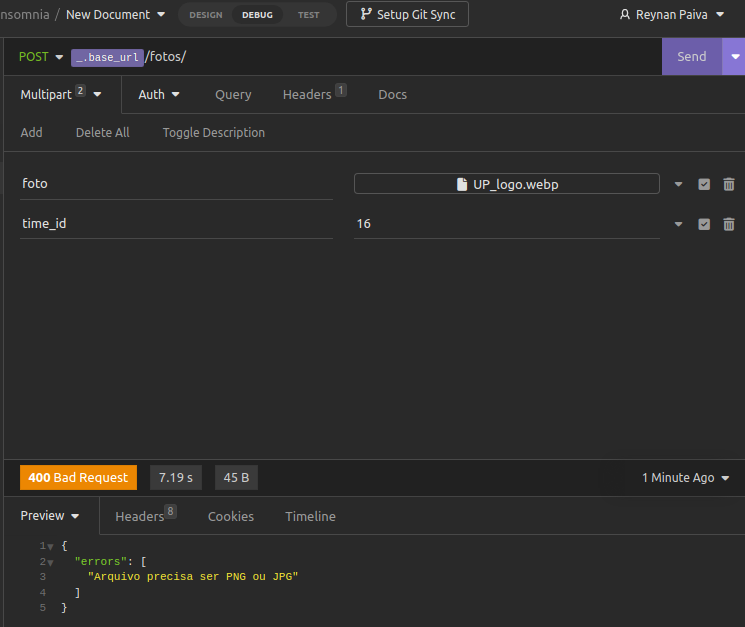 nsomnia / New Document DESIGN DEBUG TEST Setup Git Sync Reynan Paiva
POST _.base_url/fotos/ Send
Multipart 2 Auth Query Headers 1 Docs
Add Delete All Toggle Description
foto UP_logo.webp
time_id 16
400 Bad Request 7.19 s 45 B 1 Minute Ago
Preview Headers 8 Cookies Timeline
1 {
2 "errors": [
3 "Arquivo precisa ser PNG ou JPG"
4 ]
5 }